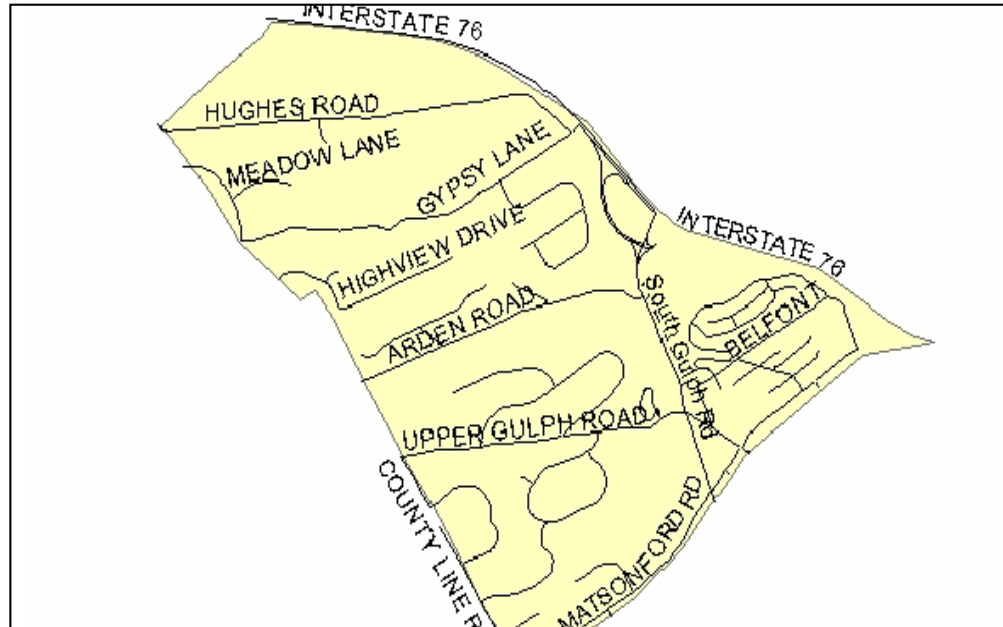 INTERSTATE 76
HUGHES ROAD
MEADOW LANE
GYPSY LANE
HIGHVIEW DRIVE
INTERSTATE 76
ARDEN ROAD
South Gulph Rd
BELFONT
UPPER GULPH ROAD
COUNTY LINE R
MATSONFORD RD